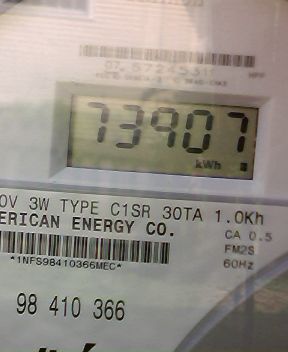 73907
kWh
0V 3W TYPE C1SR 30TA 1.0Kh
ERICAN ENERGY CO.
CA 0.5
FM2S
60Hz
*1NFS98410366MEC*
98 410 366